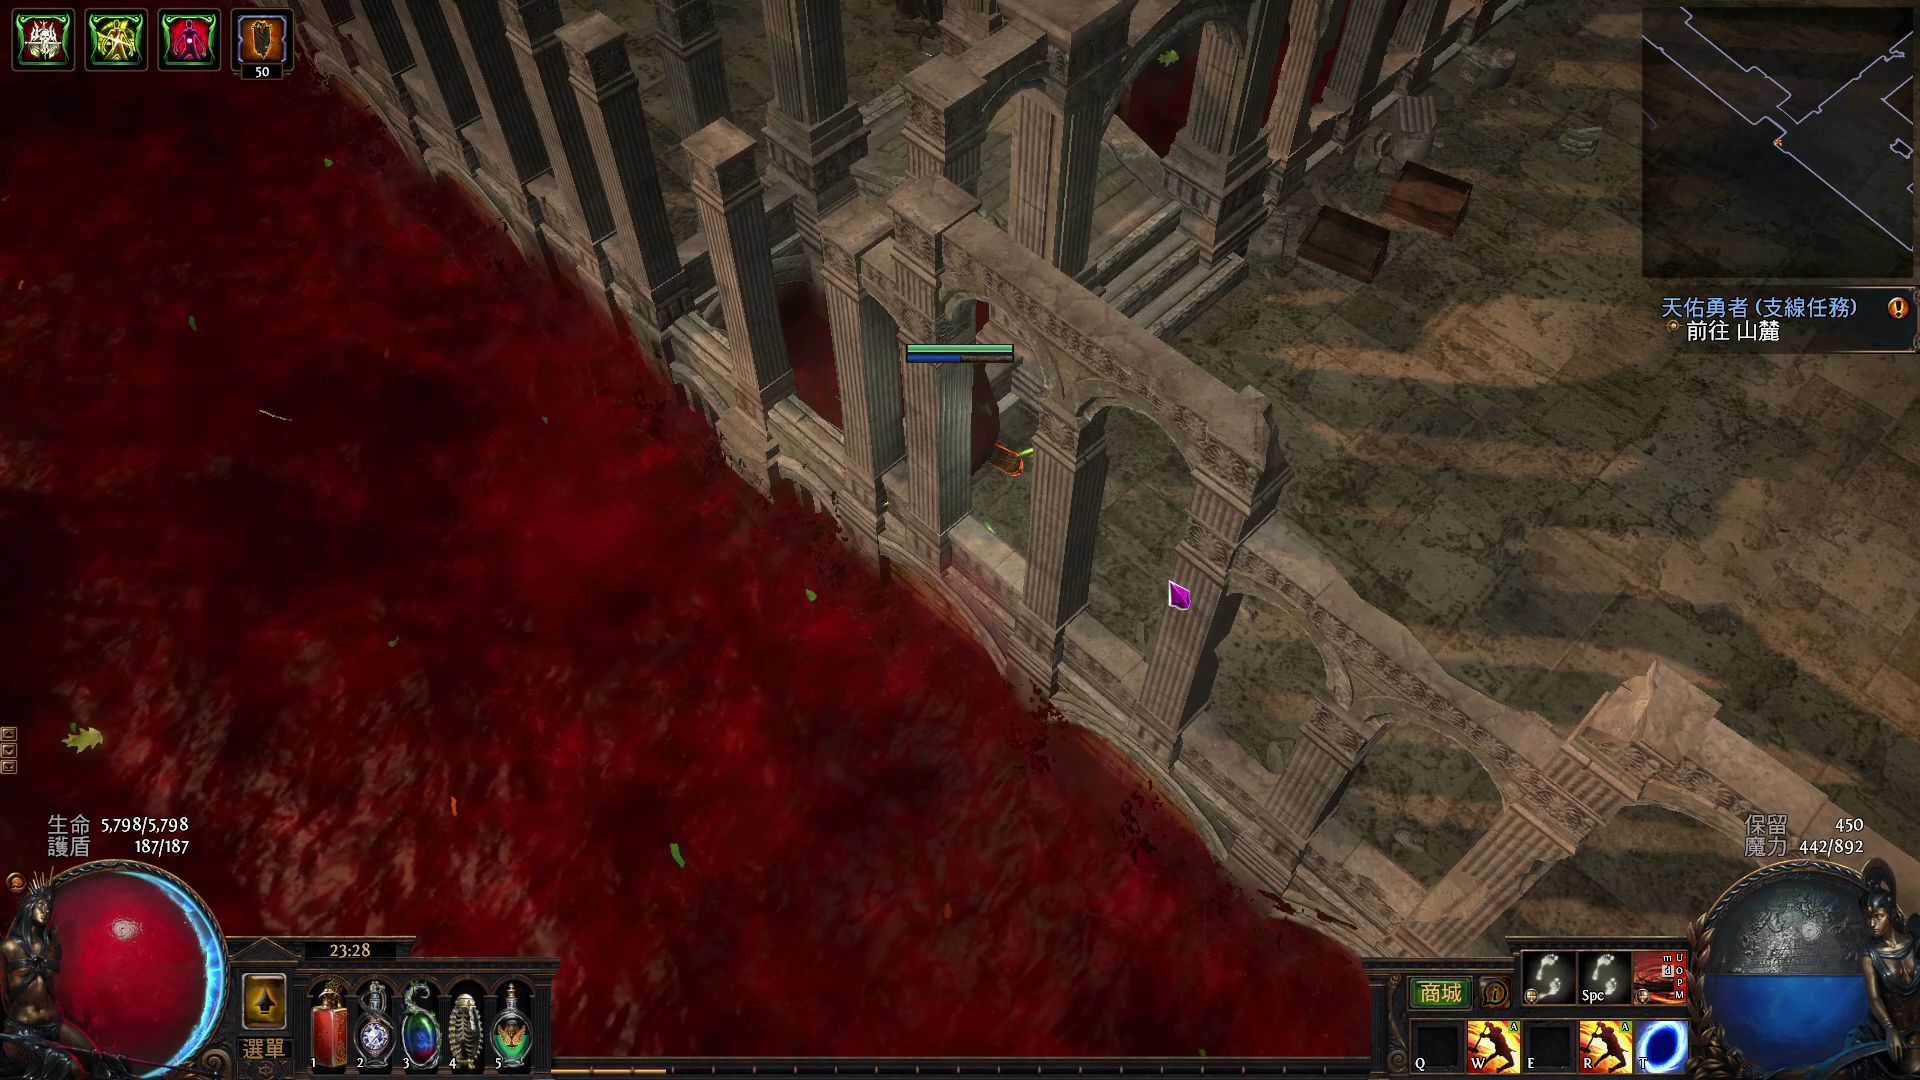 50
天佑勇者 (支線任務)
前往 山麓
生命 5,798/5,798
護盾 187/187
保留 450
魔力 442/892
23:28
選單
1 2 3 4 5
商城
Spc
m U
d O
P
M
Q W A E R A T